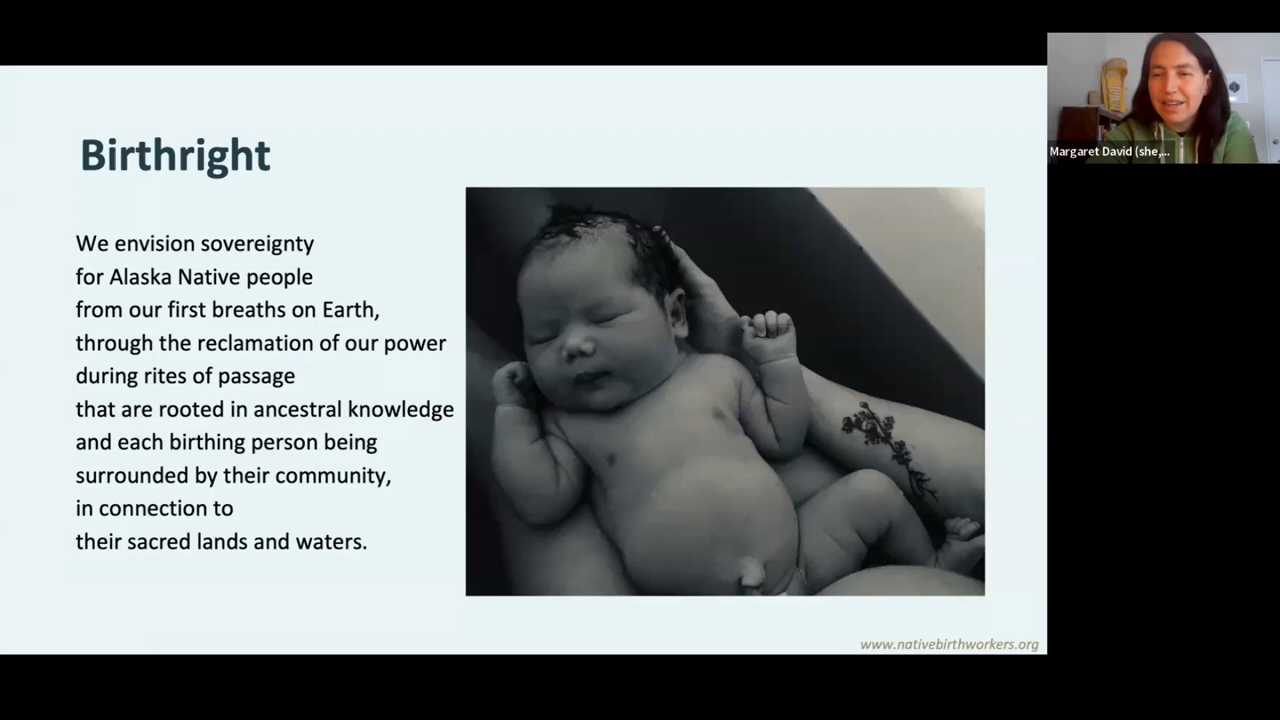 Birthright
We envision sovereignty
for Alaska Native people
from our first breaths on Earth,
through the reclamation of our power
during rites of passage
that are rooted in ancestral knowledge
and each birthing person being
surrounded by their community,
in connection to
their sacred lands and waters.
www.nativebirthworkers.org
Margaret David (she,...